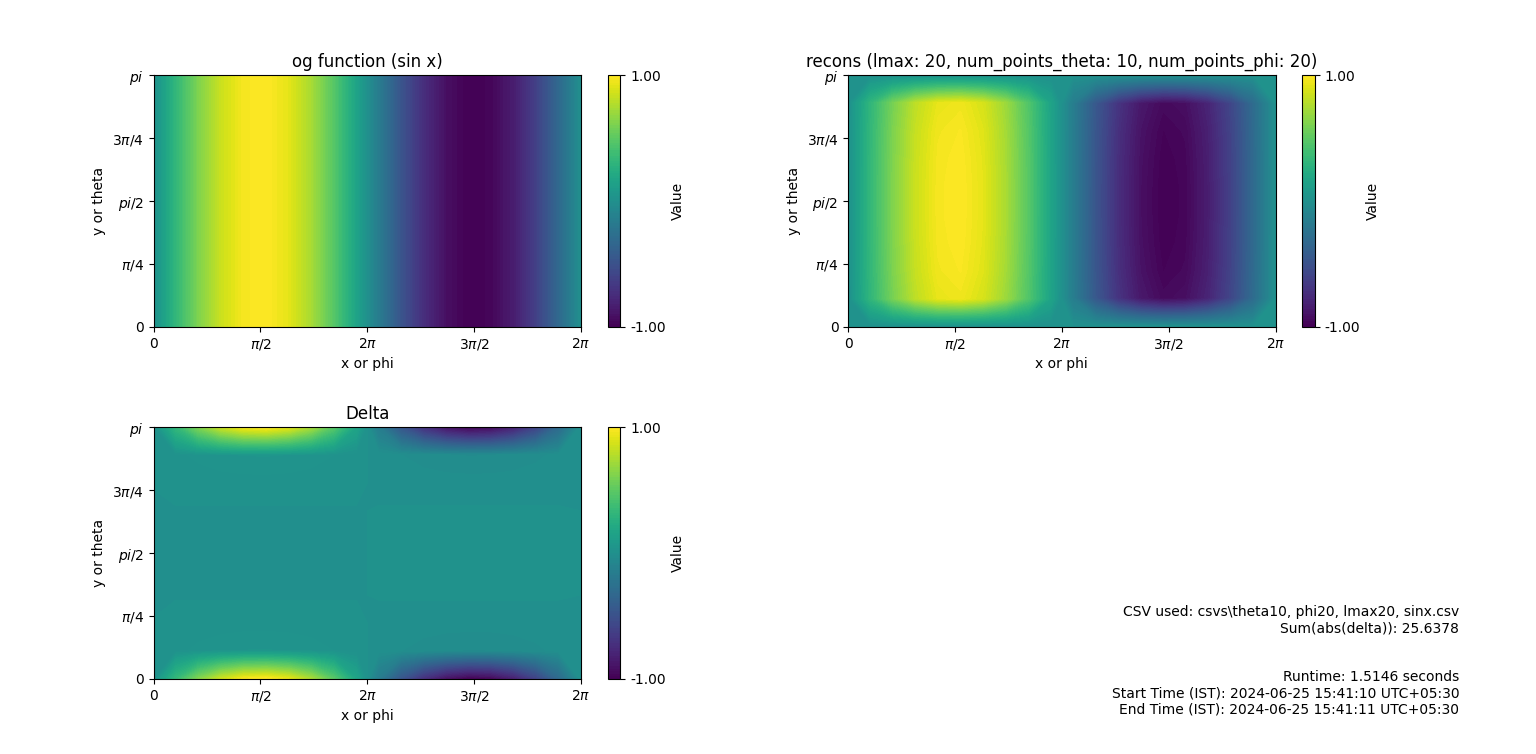 og function (sin x)
pi
3π/4
pi/2
π/4
0
y or theta
0 π/2 2π 3π/2 2π
x or phi
1.00
-1.00
Value
recons (lmax: 20, num_points_theta: 10, num_points_phi: 20)
pi
3π/4
pi/2
π/4
0
y or theta
0 π/2 2π 3π/2 2π
x or phi
1.00
-1.00
Value
Delta
pi
3π/4
pi/2
π/4
0
y or theta
0 π/2 2π 3π/2 2π
x or phi
1.00
-1.00
Value
CSV used: csvs\theta10, phi20, lmax20, sinx.csv
Sum(abs(delta)): 25.6378
Runtime: 1.5146 seconds
Start Time (IST): 2024-06-25 15:41:10 UTC+05:30
End Time (IST): 2024-06-25 15:41:11 UTC+05:30